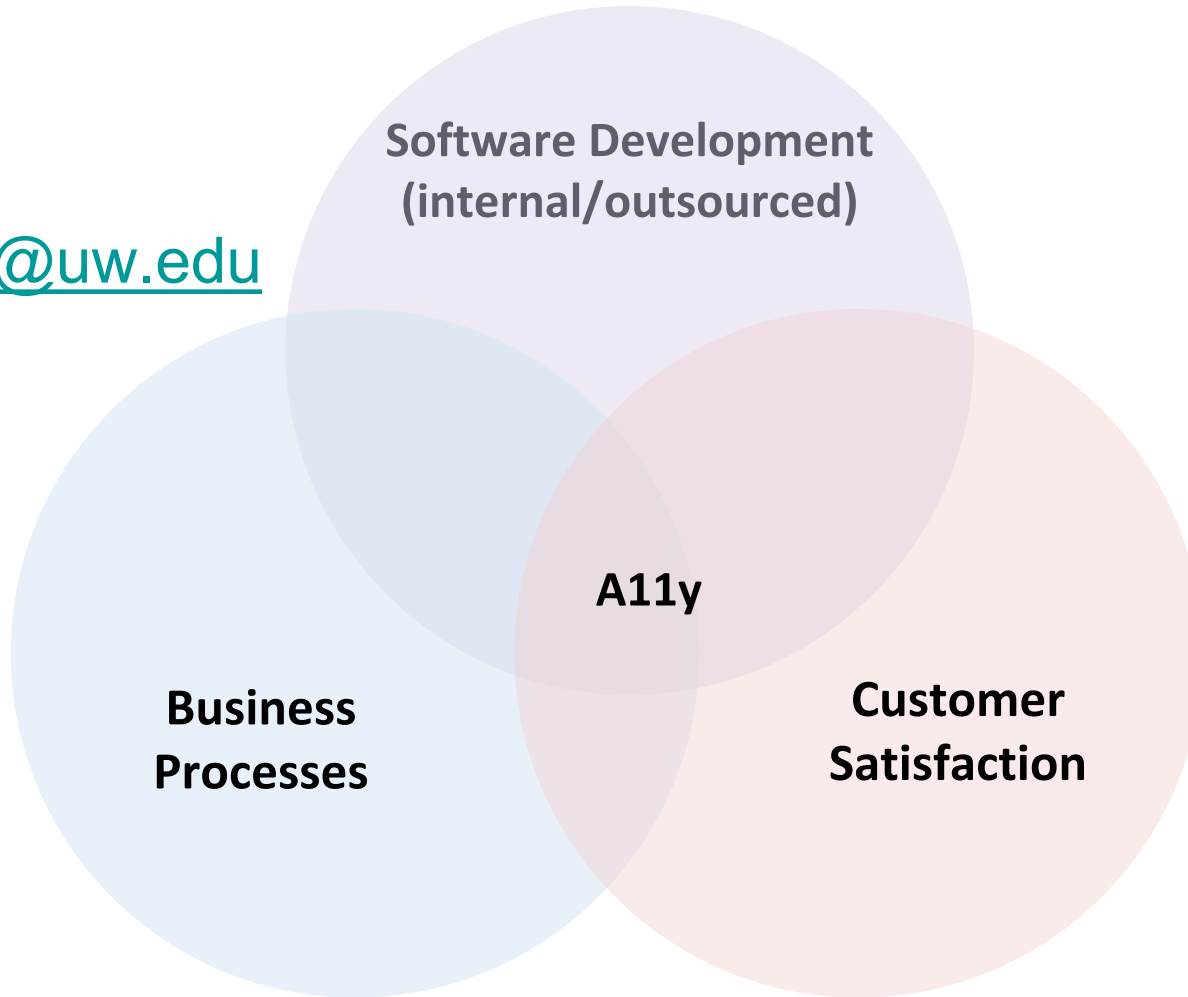 Software Development
(internal/outsourced)
@uw.edu
A11y
Business
Processes
Customer
Satisfaction